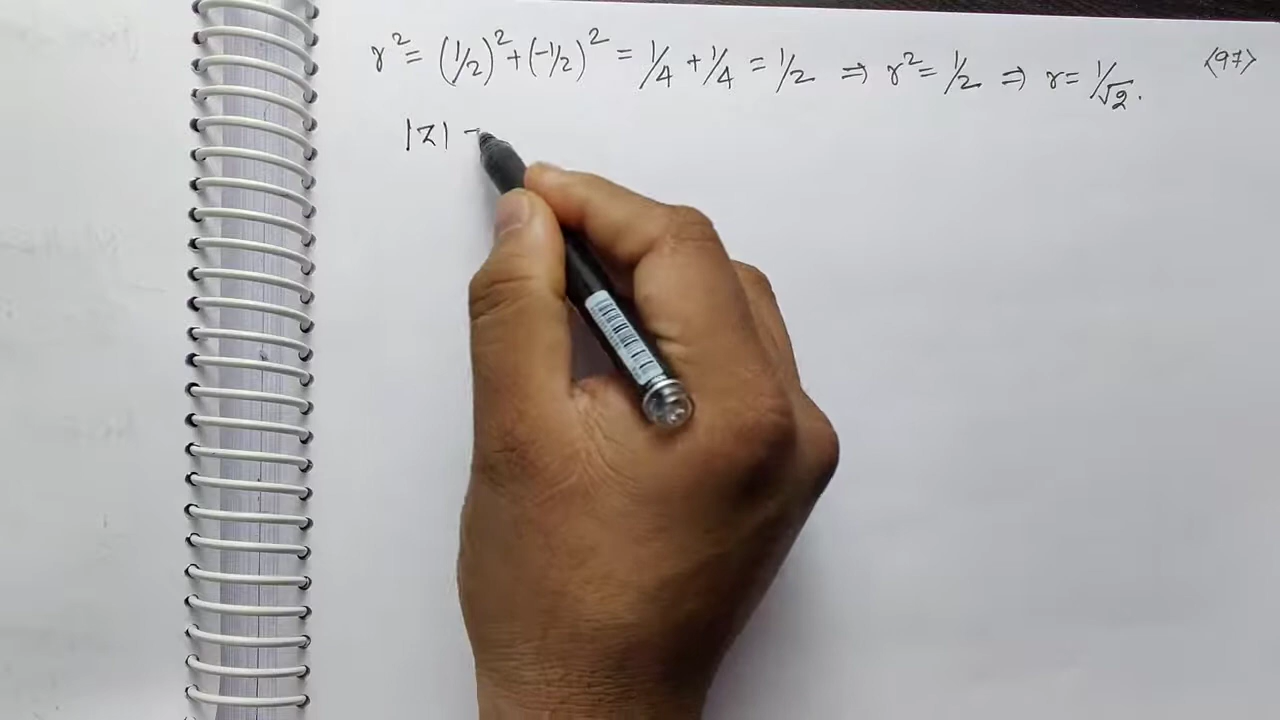 r² = (1/2)² + (-1/2)² = 1/4 + 1/4 = 1/2 ⇒ r² = 1/2 ⇒ r = 1/√2. <97>
|z| -